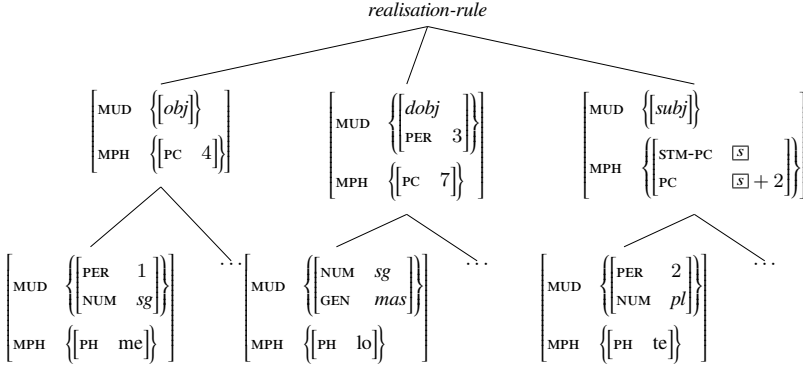 realisation-rule
MUD {[obj]}
MPH {[PC 4]}
MUD {[dobj PER 3]}
MPH {[PC 7]}
MUD {[subj]}
MPH {[STM-PC s PC s + 2]}
MUD {[PER 1 NUM sg]}
MPH {[PH me]}
...
MUD {[NUM sg GEN mas]}
MPH {[PH lo]}
...
MUD {[PER 2 NUM pl]}
MPH {[PH te]}
...